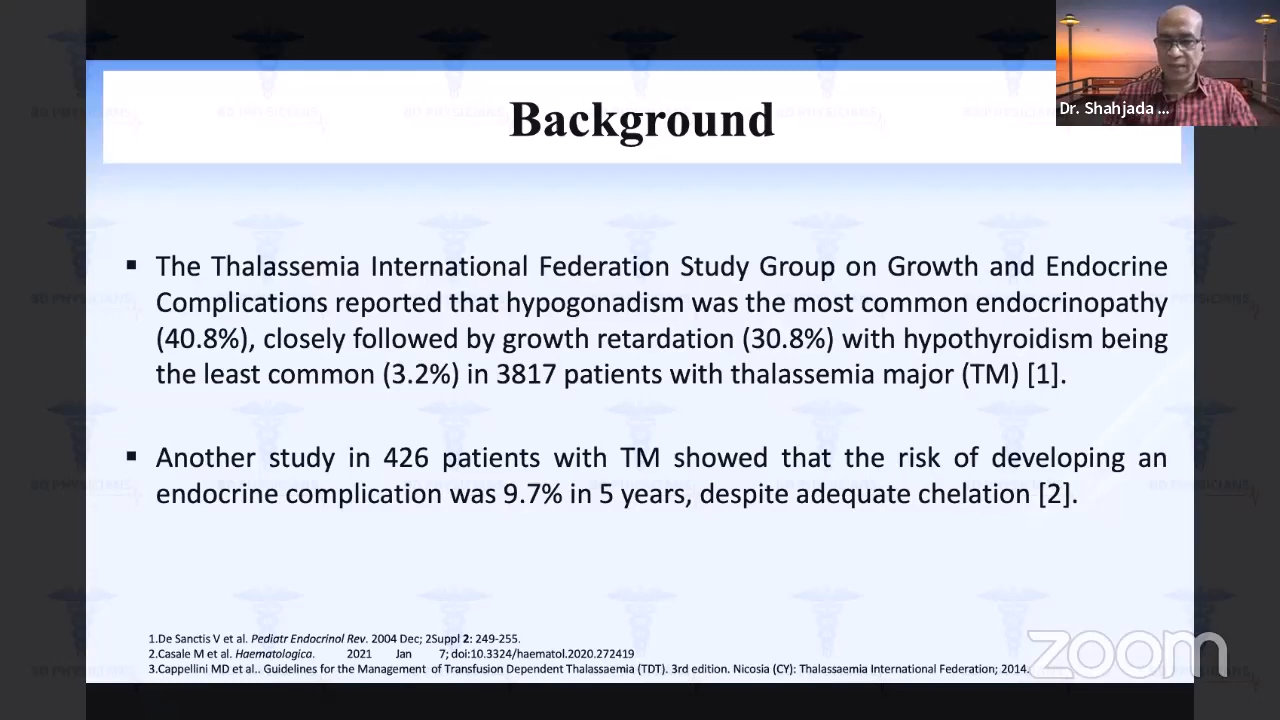 Dr. Shahjada ...
Background
▪ The Thalassemia International Federation Study Group on Growth and Endocrine
Complications reported that hypogonadism was the most common endocrinopathy
(40.8%), closely followed by growth retardation (30.8%) with hypothyroidism being
the least common (3.2%) in 3817 patients with thalassemia major (TM) [1].
▪ Another study in 426 patients with TM showed that the risk of developing an
endocrine complication was 9.7% in 5 years, despite adequate chelation [2].
1.De Sanctis V et al. Pediatr Endocrinol Rev. 2004 Dec; 2Suppl 2: 249-255.
2.Casale M et al. Haematologica. 2021 Jan 7; doi:10.3324/haematol.2020.272419
3.Cappellini MD et al.. Guidelines for the Management of Transfusion Dependent Thalassaemia (TDT). 3rd edition. Nicosia (CY): Thalassaemia International Federation; 2014.
zoom
BD PHYSICIANS